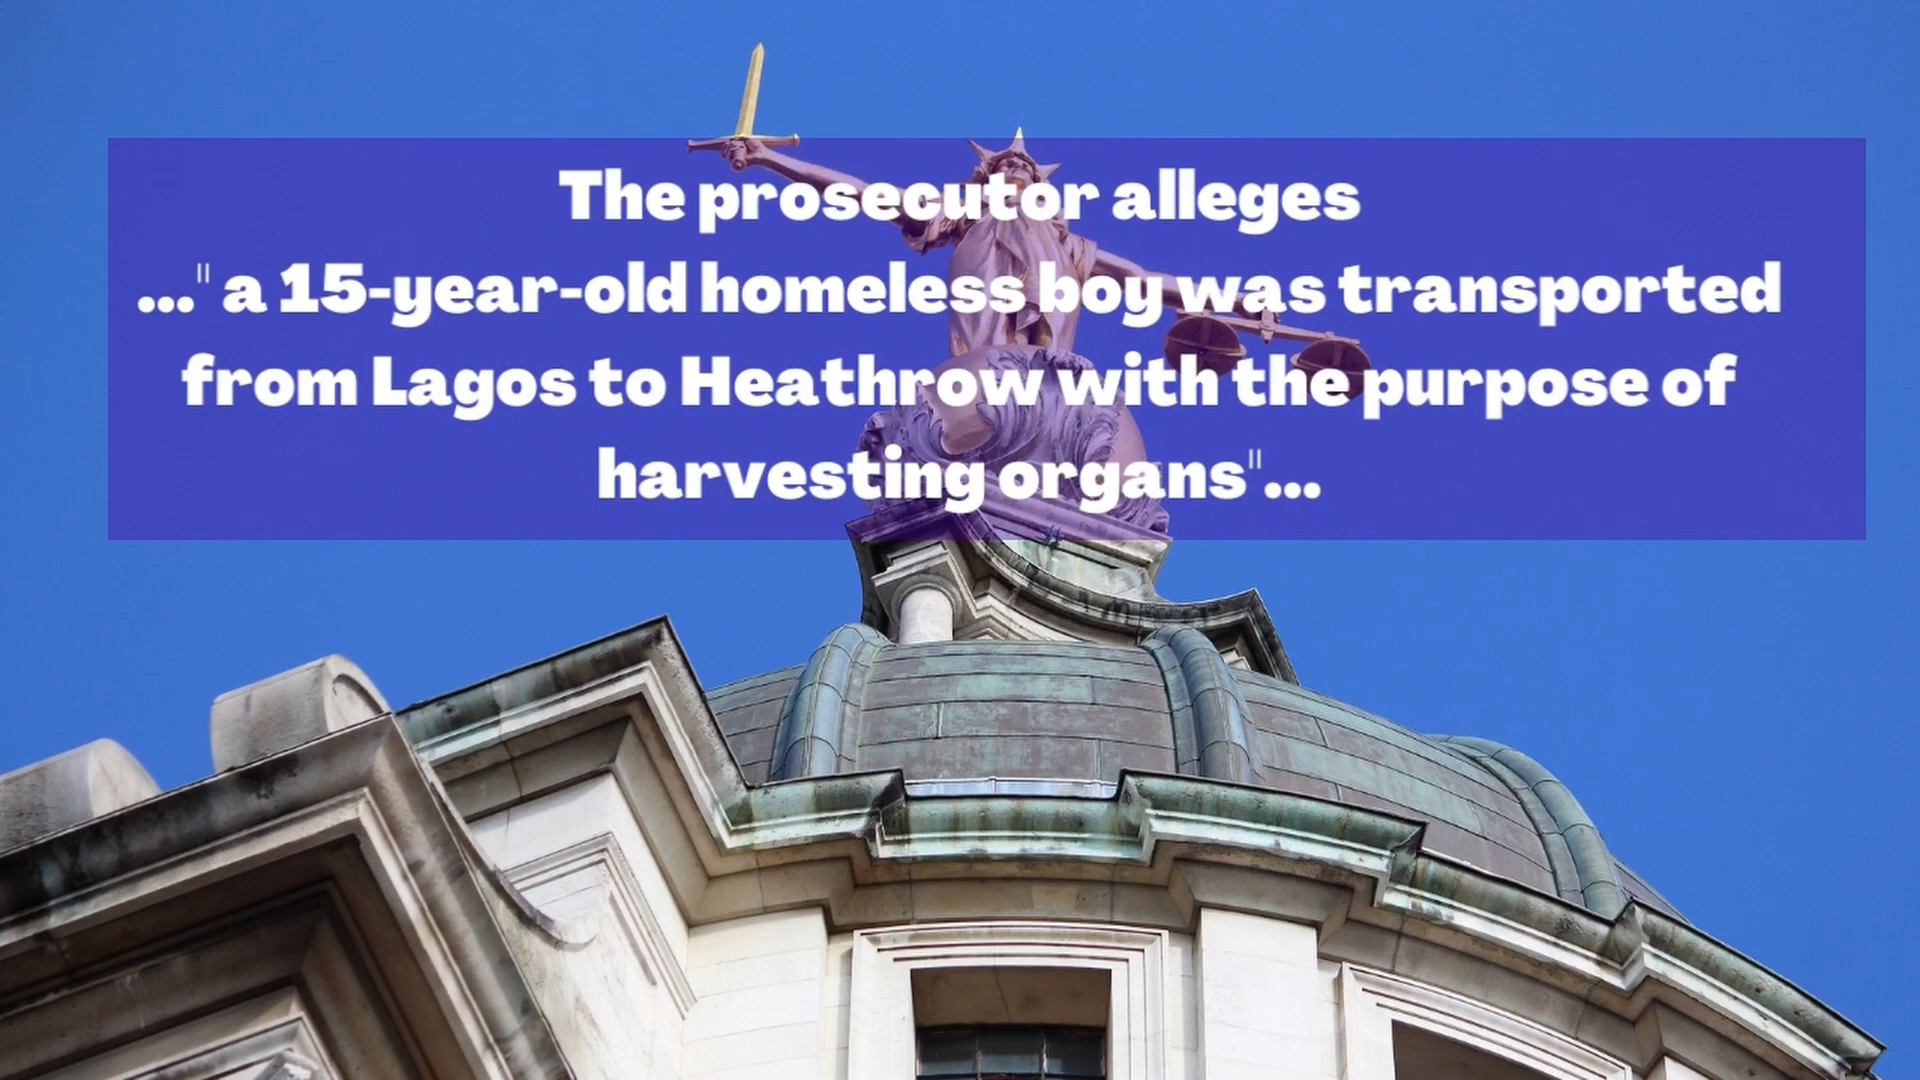 The prosecutor alleges
..." a 15-year-old homeless boy was transported
from Lagos to Heathrow with the purpose of
harvesting organs"...